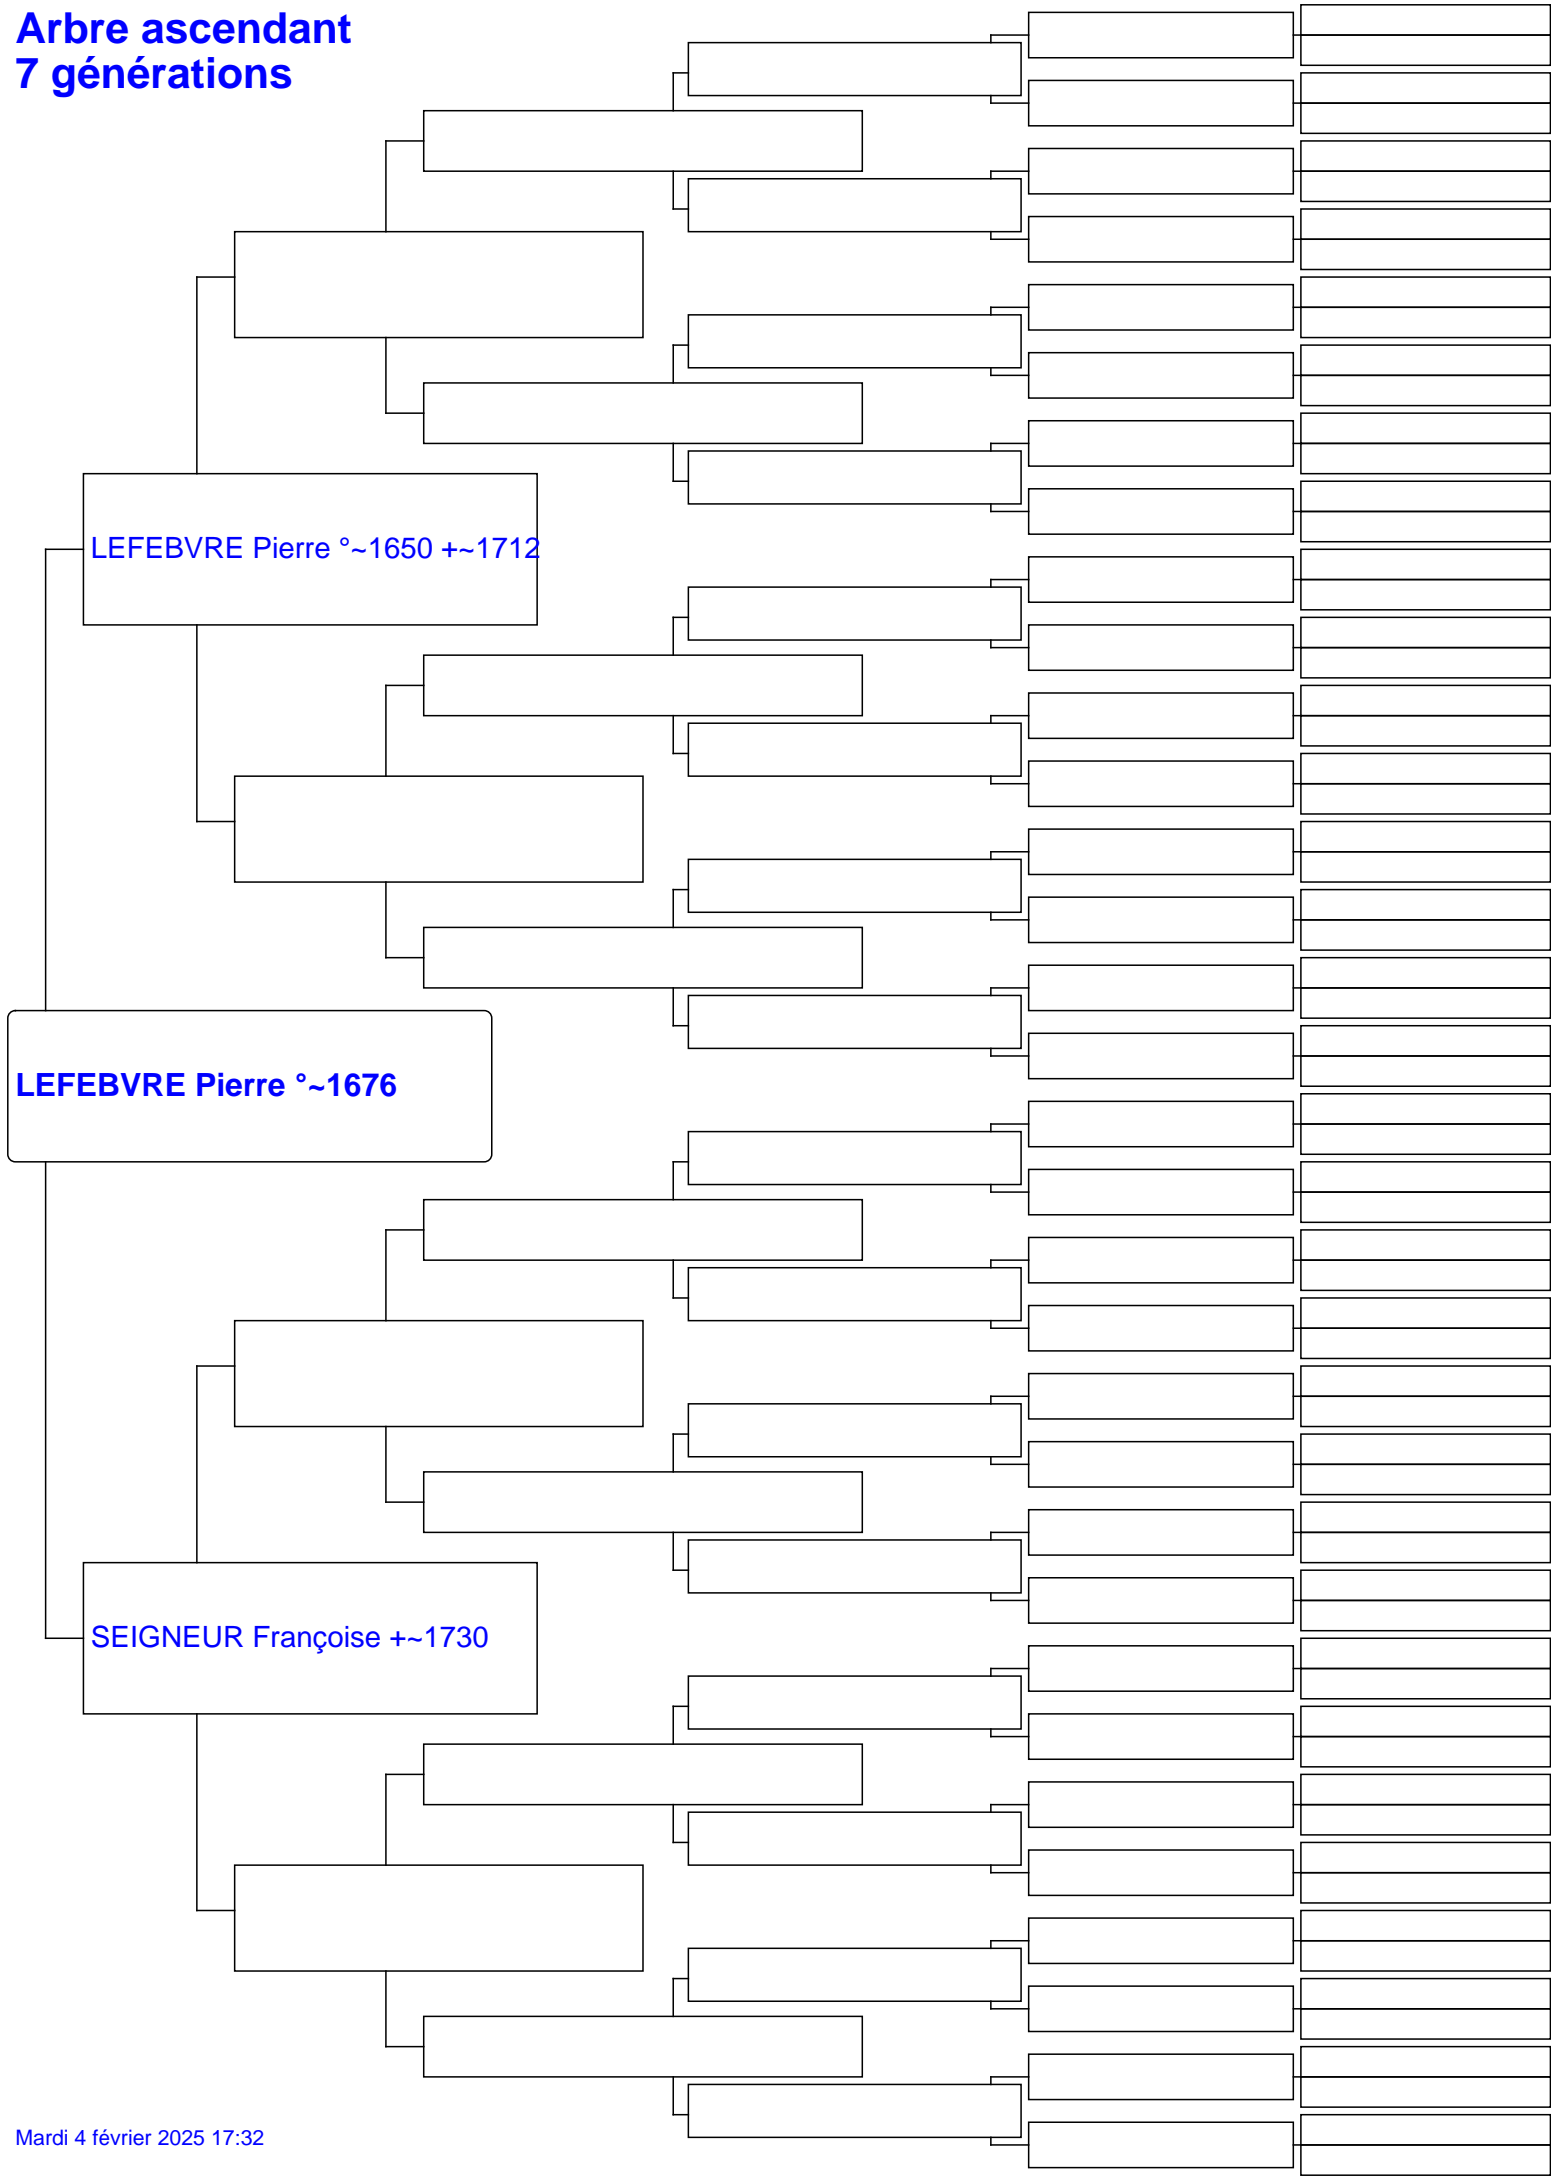 Arbre ascendant
7 générations
LEFEBVRE Pierre °~1650 +~1712
LEFEBVRE Pierre °~1676
SEIGNEUR Françoise +~1730
Mardi 4 février 2025 17:32